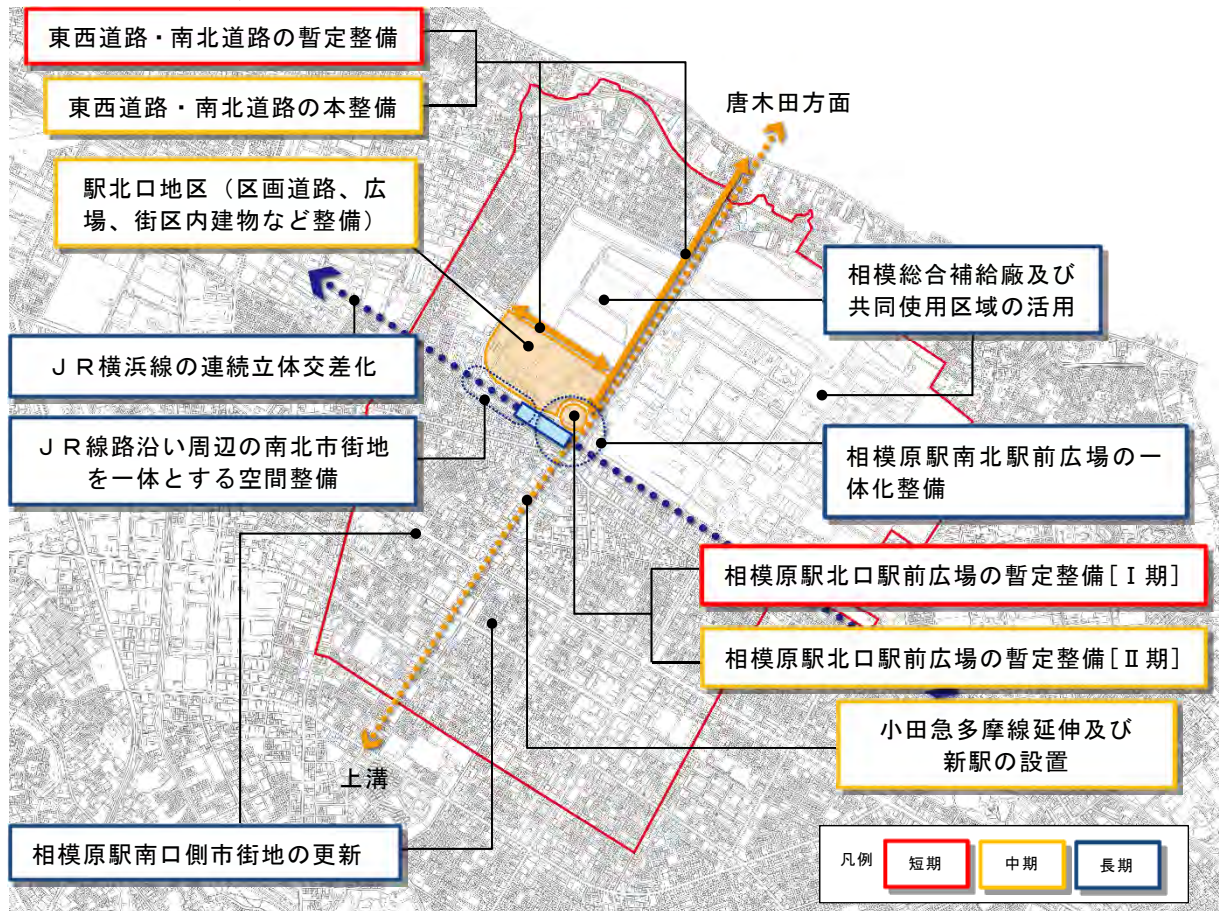 東西道路・南北道路の暫定整備
東西道路・南北道路の本整備
唐木田方面
駅北口地区（区画道路、広
場、街区内建物など整備）
相模総合補給廠及び
共同使用区域の活用
ＪＲ横浜線の連続立体交差化
ＪＲ線路沿い周辺の南北市街地
を一体とする空間整備
相模原駅南北駅前広場の一
体化整備
相模原駅北口駅前広場の暫定整備［Ⅰ期］
相模原駅北口駅前広場の暫定整備［Ⅱ期］
小田急多摩線延伸及び
新駅の設置
上溝
相模原駅南口側市街地の更新
凡例 短期 中期 長期